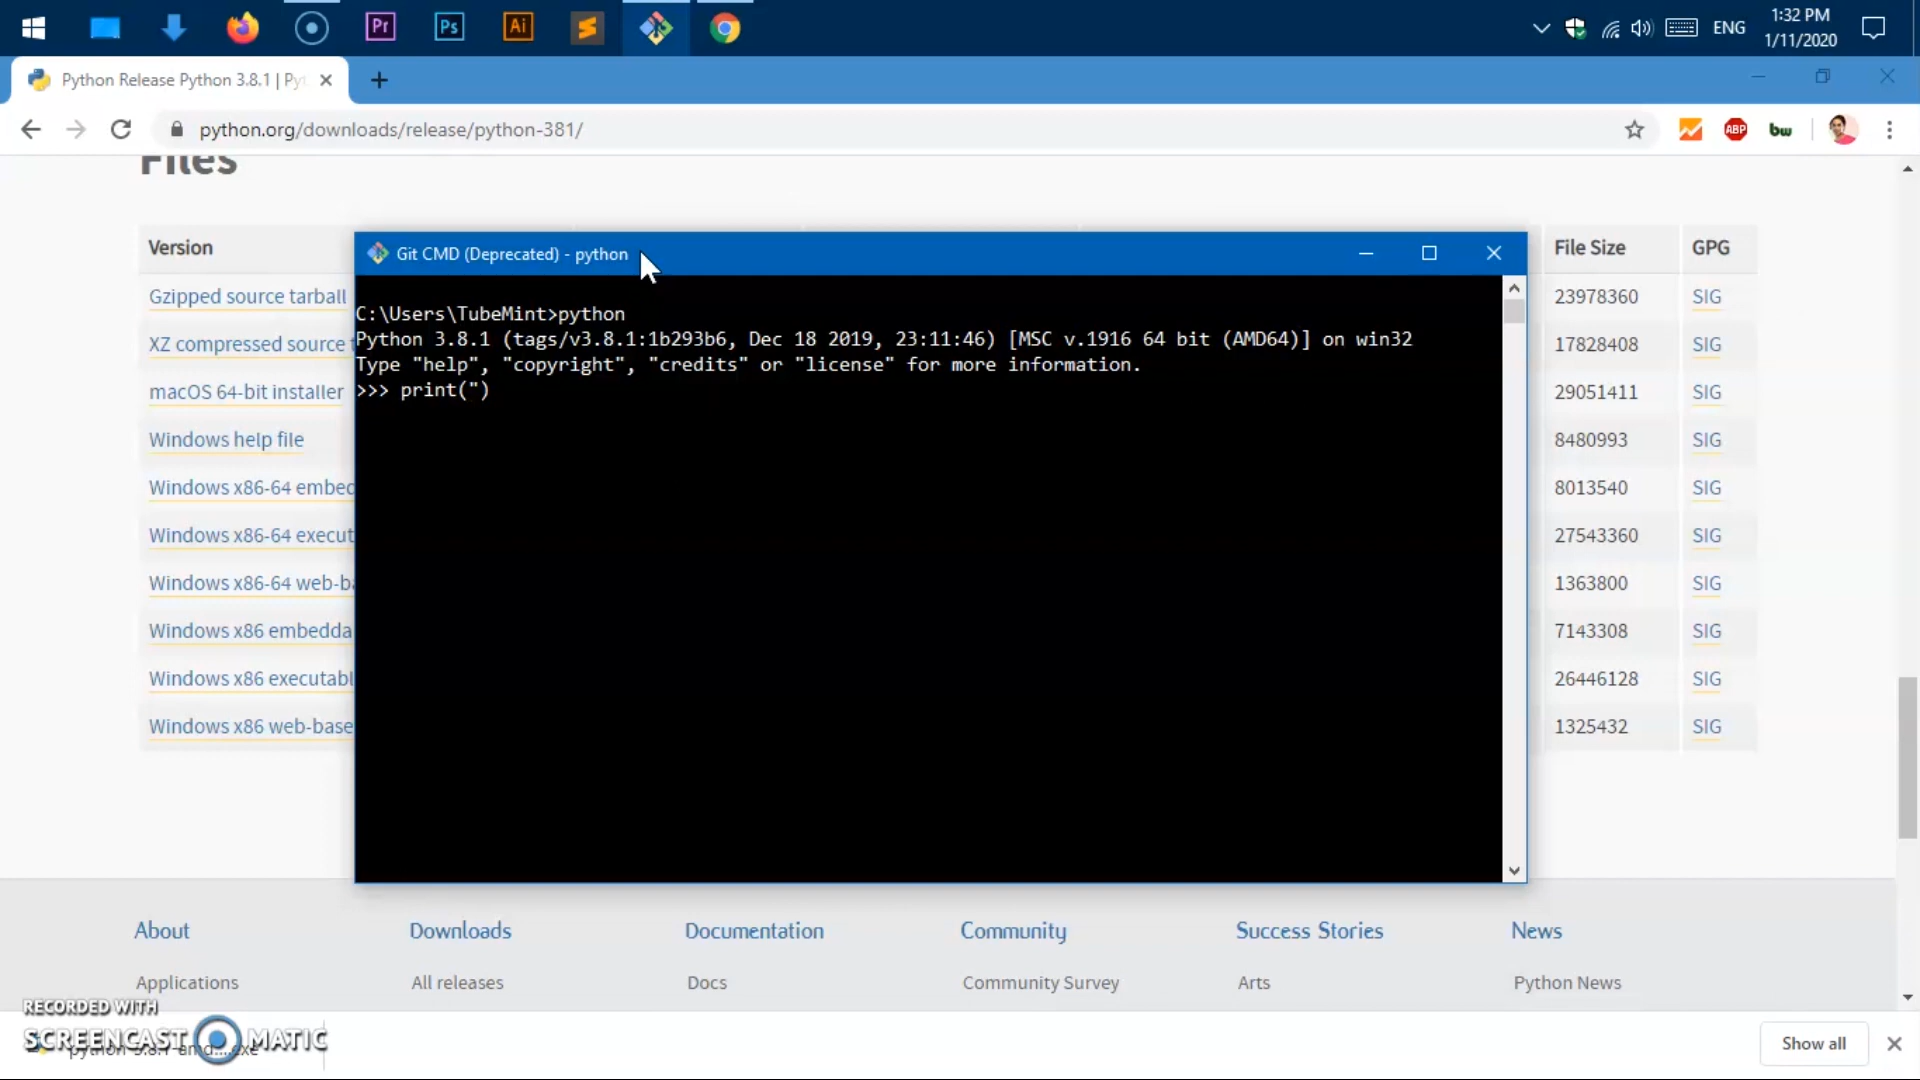 Pr
Ps
Ai
ENG
1:32 PM
1/11/2020
Python Release Python 3.8.1 | Py
python.org/downloads/release/python-381/
ABP
bw
Files
Version
File Size
GPG
Git CMD (Deprecated) - python
C:\Users\TubeMint>python
Python 3.8.1 (tags/v3.8.1:1b293b6, Dec 18 2019, 23:11:46) [MSC v.1916 64 bit (AMD64)] on win32
Type "help", "copyright", "credits" or "license" for more information.
>>> print(")
Gzipped source tarball
23978360
SIG
XZ compressed source t
17828408
SIG
macOS 64-bit installer
29051411
SIG
Windows help file
8480993
SIG
Windows x86-64 embed
8013540
SIG
Windows x86-64 execut
27543360
SIG
Windows x86-64 web-ba
1363800
SIG
Windows x86 embedda
7143308
SIG
Windows x86 executabl
26446128
SIG
Windows x86 web-base
1325432
SIG
About
Downloads
Documentation
Community
Success Stories
News
Applications
All releases
Docs
Community Survey
Arts
Python News
RECORDED WITH
SCREENCAST MATIC
Show all